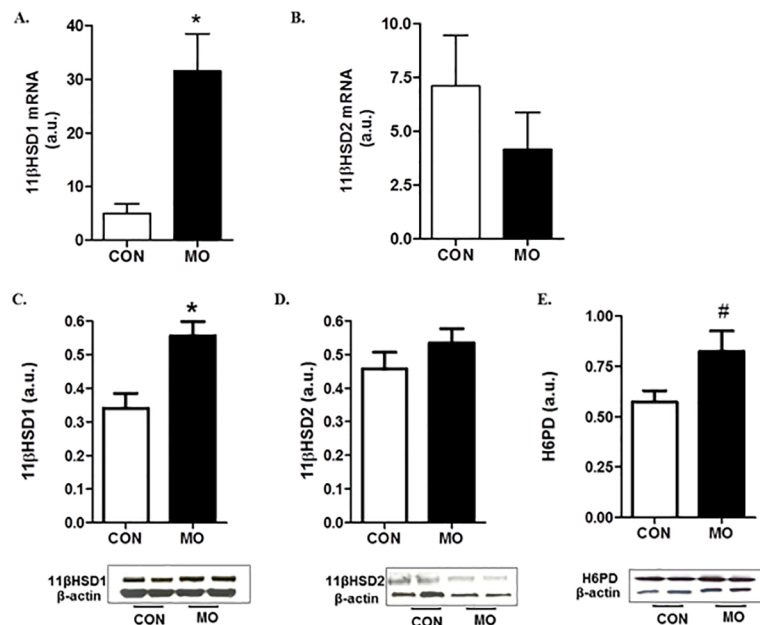 A.
11βHSD1 mRNA
(a.u.)
40
30
20
10
0
*
CON MO
B.
11βHSD2 mRNA
(a.u.)
10.0
7.5
5.0
2.5
0.0
CON MO
C.
11βHSD1 (a.u.)
0.6
0.5
0.4
0.3
0.2
0.1
0.0
*
CON MO
11βHSD1
β-actin
CON MO
D.
11βHSD2 (a.u.)
0.6
0.5
0.4
0.3
0.2
0.1
0.0
CON MO
11βHSD2
β-actin
CON MO
E.
H6PD (a.u.)
1.00
0.75
0.50
0.25
0.00
#
CON MO
H6PD
β-actin
CON MO